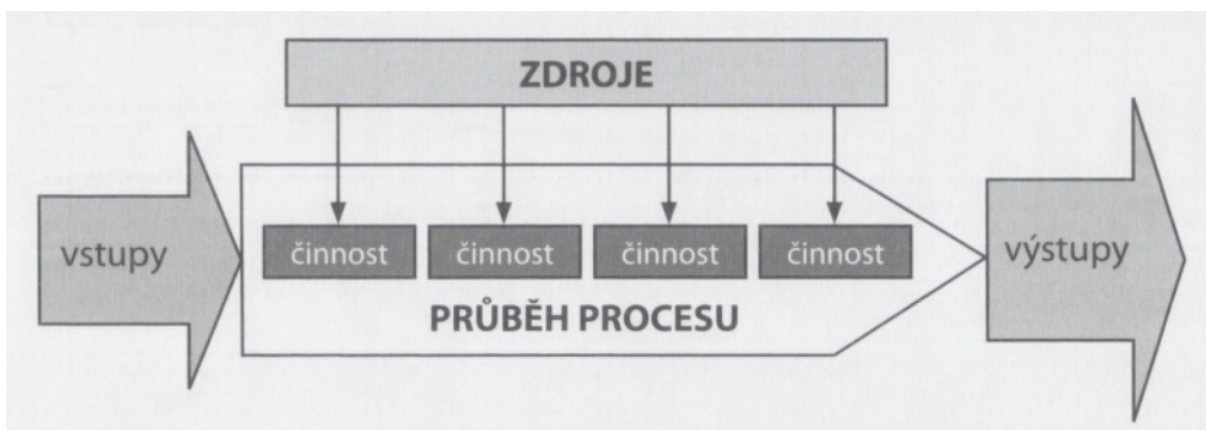 ZDROJE
vstupy
činnost
činnost
činnost
činnost
výstupy
PRŮBĚH PROCESU